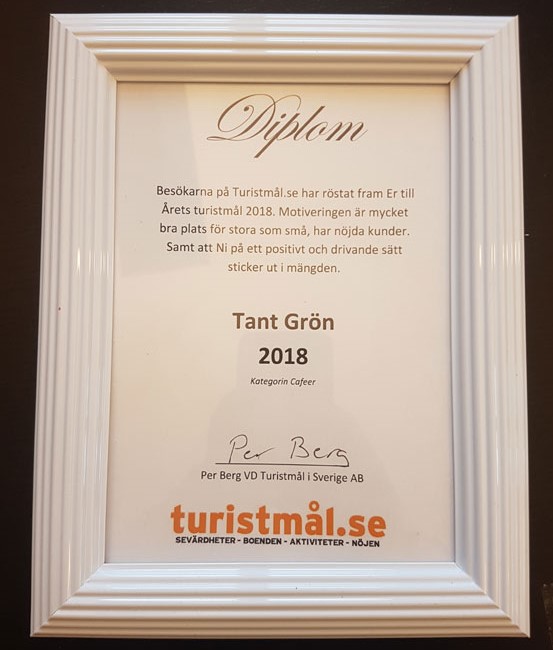 Diplom
Besökarna på Turistmål.se har röstat fram Er till
Årets turistmål 2018. Motiveringen är mycket
bra plats för stora som små, har nöjda kunder.
Samt att Ni på ett positivt och drivande sätt
sticker ut i mängden.
Tant Grön
2018
Kategorin Cafeer
Per Berg
Per Berg VD Turistmål i Sverige AB
turistmål.se
SEVÄRDHETER - BOENDEN - AKTIVITETER - NÖJEN